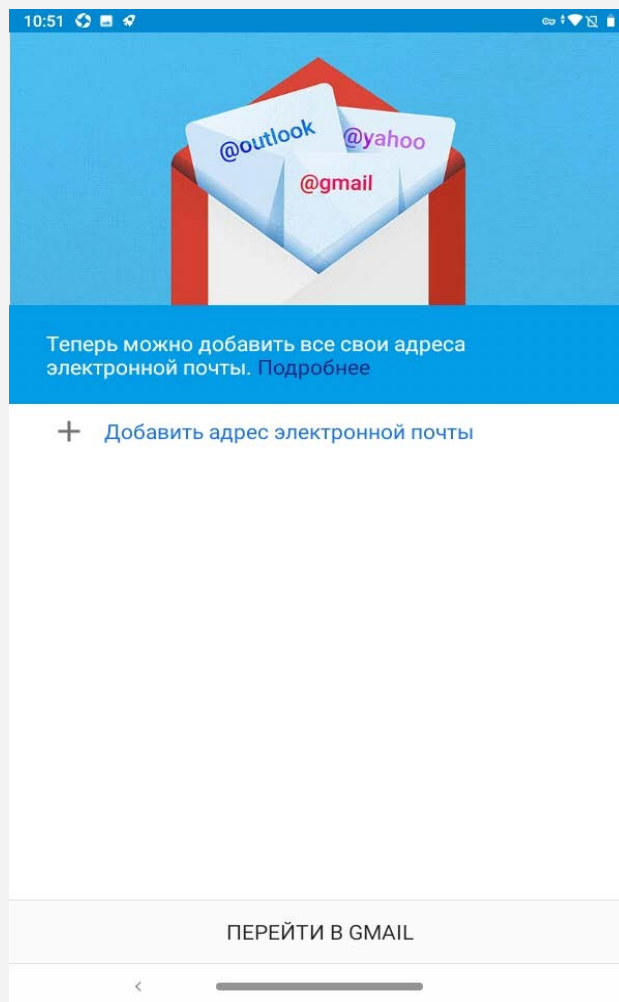 10:51
@outlook
@yahoo
@gmail
Теперь можно добавить все свои адреса
электронной почты. Подробнее
Добавить адрес электронной почты
ПЕРЕЙТИ В GMAIL